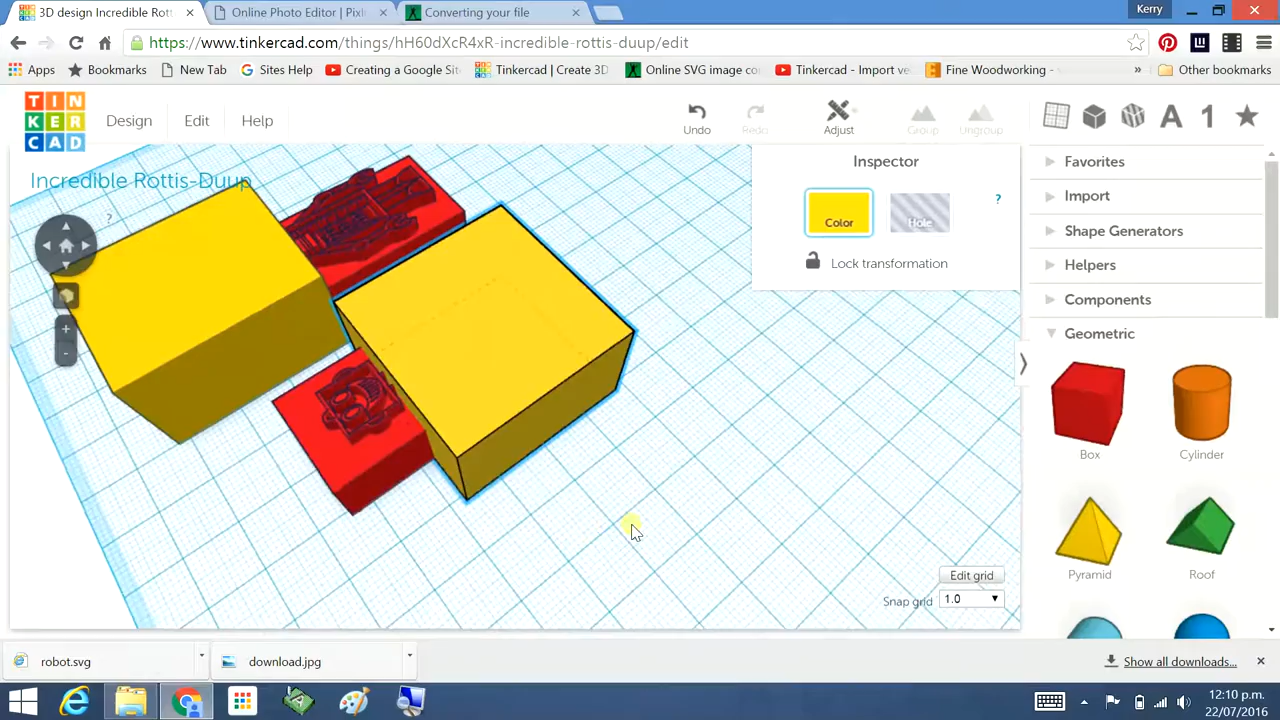 3D design Incredible Rottis-
Online Photo Editor | Pixl
Converting your file
Kerry
https://www.tinkercad.com/things/hH60dXcR4xR-incredible-rottis-duup/edit
Apps
Bookmarks
New Tab
Sites Help
Creating a Google Sit
Tinkercad | Create 3D
Online SVG image co
Tinkercad - Import ve
Fine Woodworking -
»
Other bookmarks
TIN
KER
CAD
Design
Edit
Help
Undo
Redo
Adjust
Group
Ungroup
A
1
Incredible Rottis-Duup
?
+
-
Inspector
Color
Hole
?
Lock transformation
Favorites
Import
Shape Generators
Helpers
Components
Geometric
Box
Cylinder
Pyramid
Roof
Edit grid
Snap grid
1.0
robot.svg
download.jpg
Show all downloads...
12:10 p.m.
22/07/2016